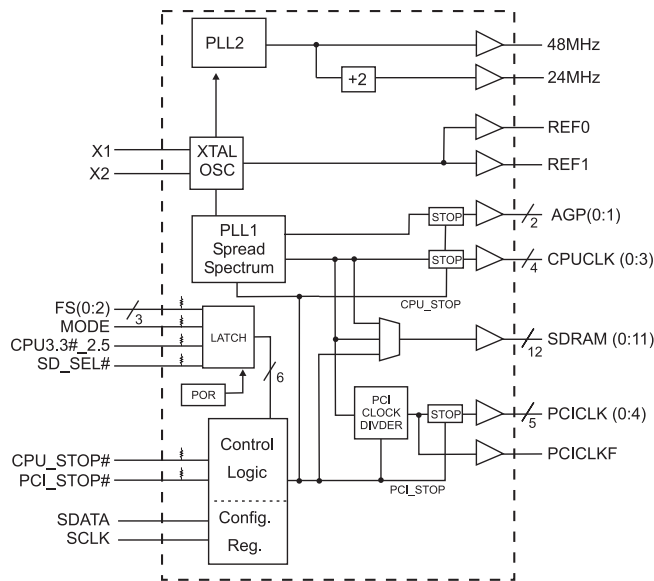 PLL2
48MHz
+2
24MHz
X1
X2
XTAL
OSC
REF0
REF1
PLL1
Spread
Spectrum
STOP
2
AGP(0:1)
STOP
4
CPUCLK (0:3)
CPU_STOP
FS(0:2)
3
MODE
CPU3.3#_2.5
SD_SEL#
LATCH
POR
6
12
SDRAM (0:11)
PCI
CLOCK
DIVDER
STOP
5
PCICLK (0:4)
PCICLKF
PCI_STOP
CPU_STOP#
PCI_STOP#
SDATA
SCLK
Control
Logic
Config.
Reg.